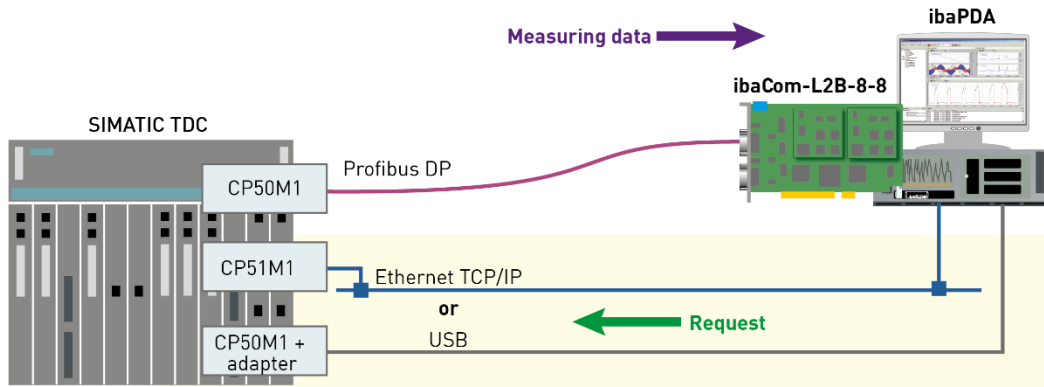 ibaPDA
Measuring data
ibaCom-L2B-8-8
SIMATIC TDC
Profibus DP
CP50M1
CP51M1
Ethernet TCP/IP
or
Request
USB
CP50M1 +
adapter